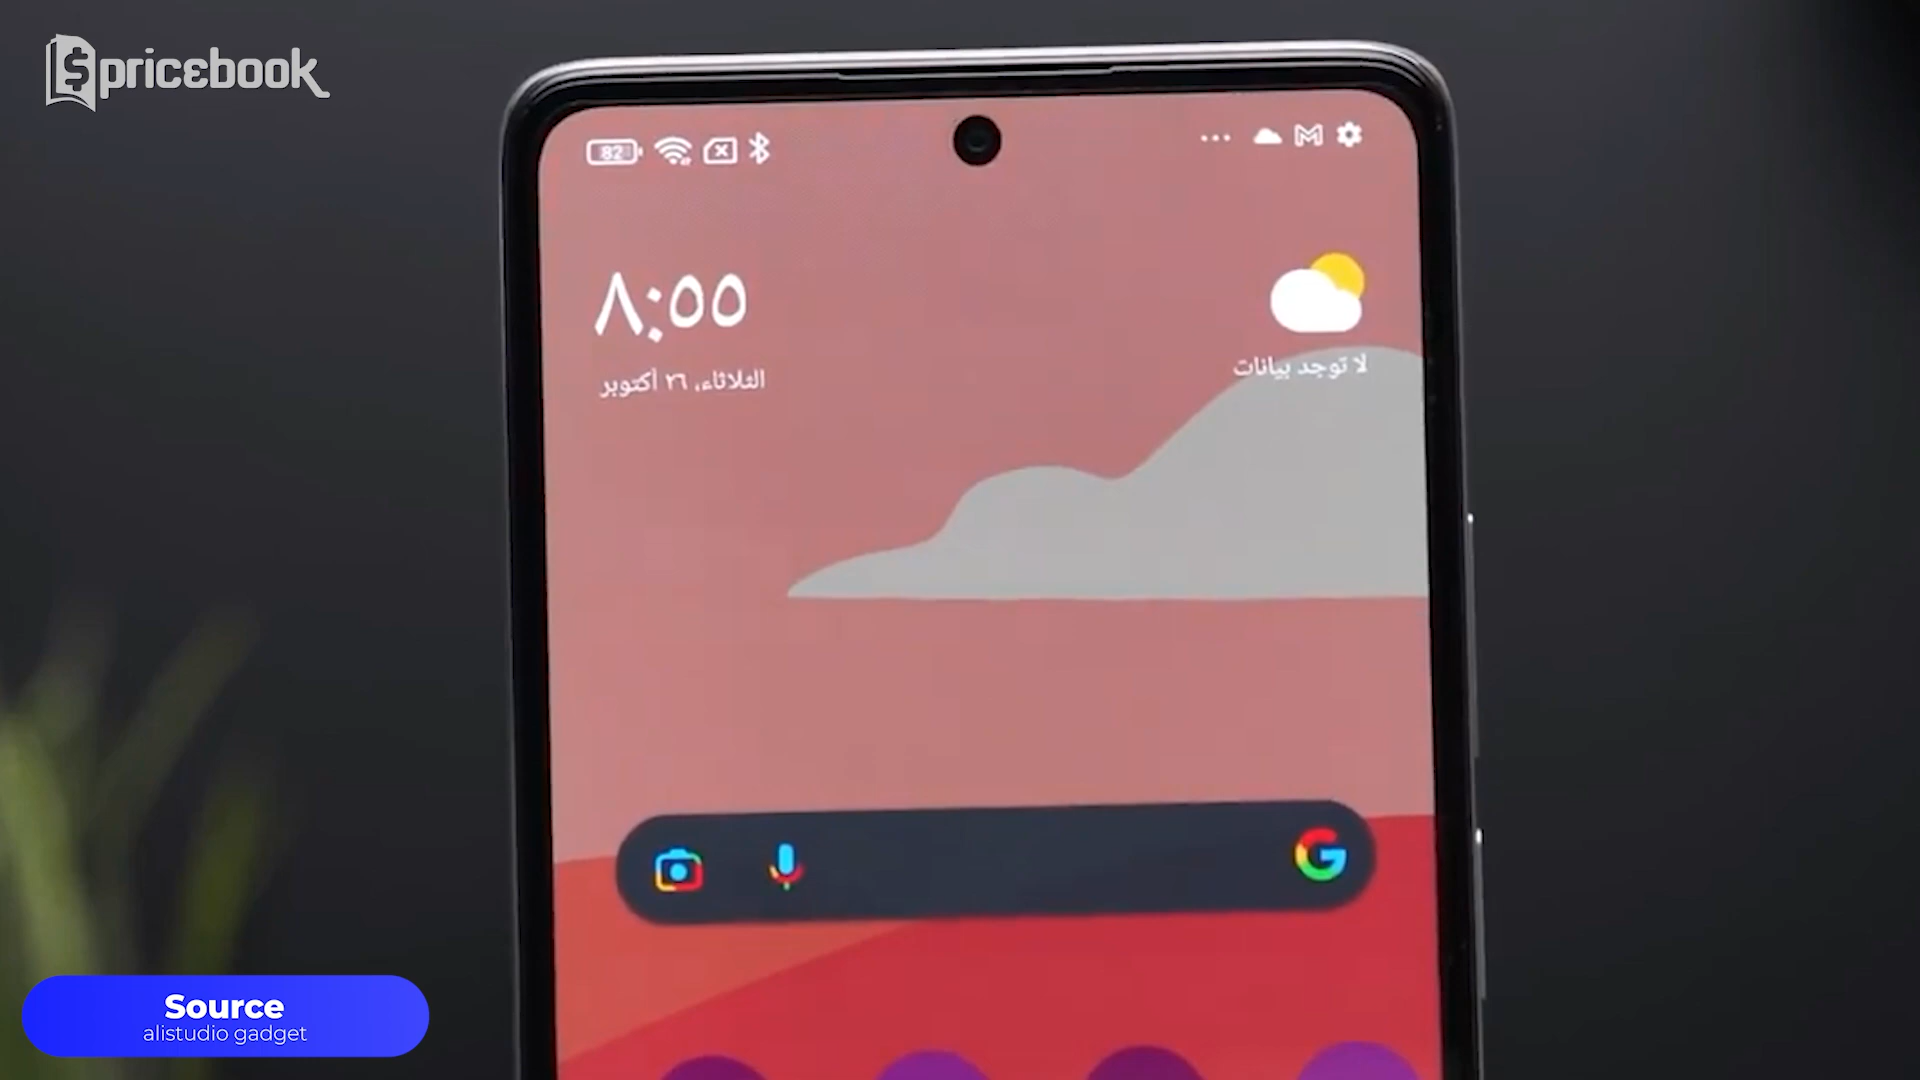 pricebook
82
٨:٥٥
الثلاثاء، ٢٦ أكتوبر
لا توجد بيانات
Source
alistudio gadget